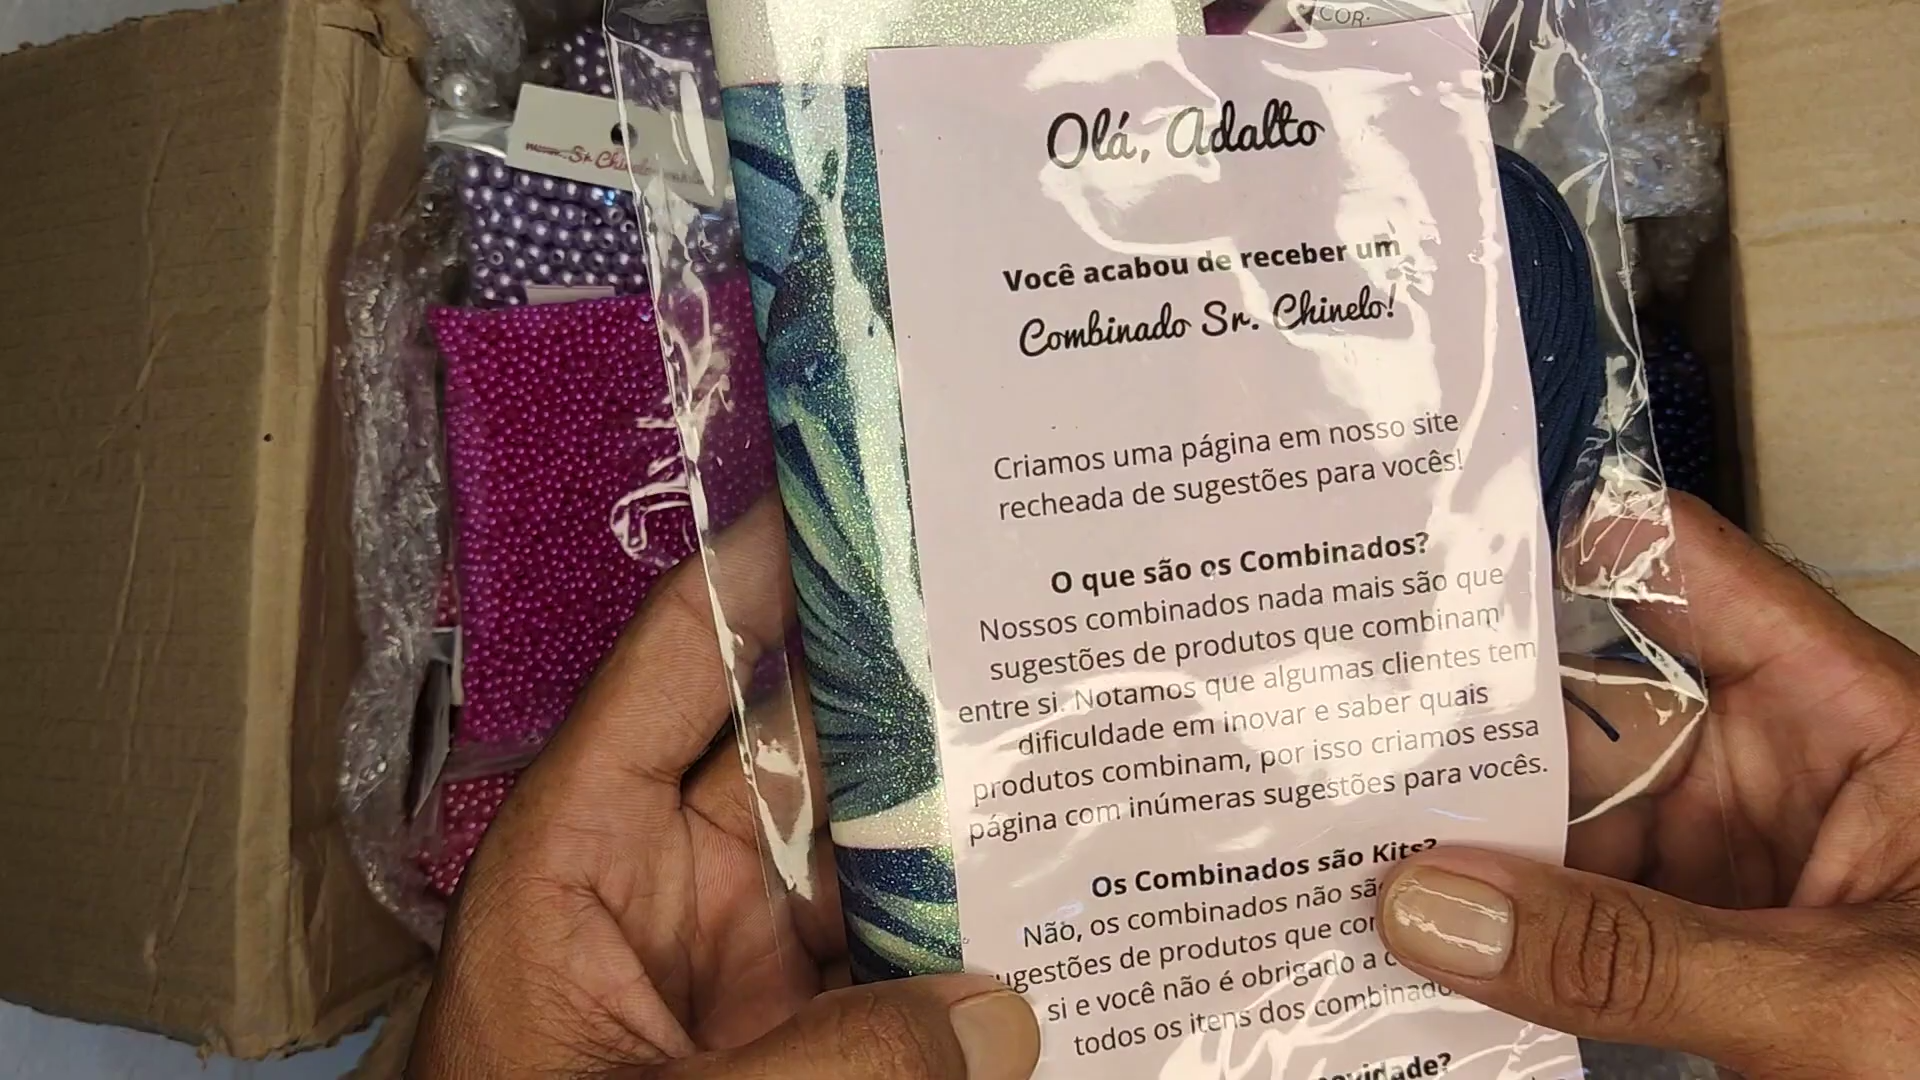 COR:
Sr. Chinelo
Olá, Adalto
Você acabou de receber um
Combinado Sr. Chinelo!
Criamos uma página em nosso site
recheada de sugestões para vocês!
O que são os Combinados?
Nossos combinados nada mais são que
sugestões de produtos que combinam
entre si. Notamos que algumas clientes tem
dificuldade em inovar e saber quais
produtos combinam, por isso criamos essa
página com inúmeras sugestões para vocês.
Os Combinados são Kits?
Não, os combinados não
de produtos que
si e você não é obrigado a
todos os itens dos